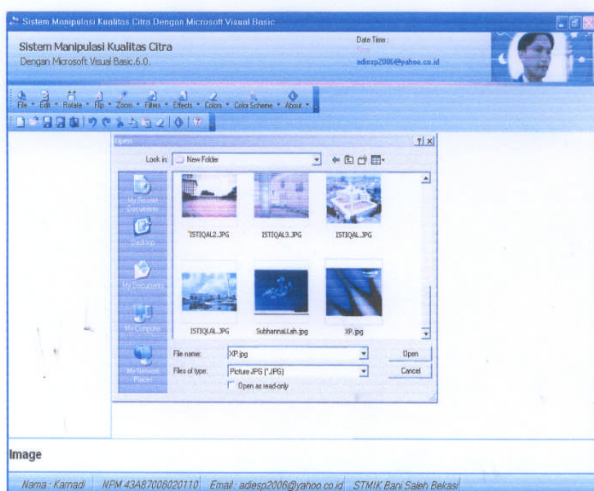 Sistem Manipulasi Kualitas Citra Dengan Microsoft Visual Basic
Sistem Manipulasi Kualitas Citra
Dengan Microsoft Visual Basic.6.0.
Date Time :
adiesp2006@yahoo.co.id
File Edit Rotate Flip Zoom Filters Effects Colors Color Scheme About
Open
Look in: New Folder
My Recent Documents
Desktop
My Documents
My Computer
My Network Places
ISTIQAL2.JPG ISTIQAL3.JPG ISTIQAL.JPG
ISTIQLAL.JPG SubhannalLah.jpg XP.jpg
File name: XP.jpg Open
Files of type: Picture JPG (*.JPG) Cancel
Open as read-only
Image
Nama : Karnadi NPM 43A87006020110 Email : adiesp2006@yahoo.co.id STMIK Bani Saleh Bekasi